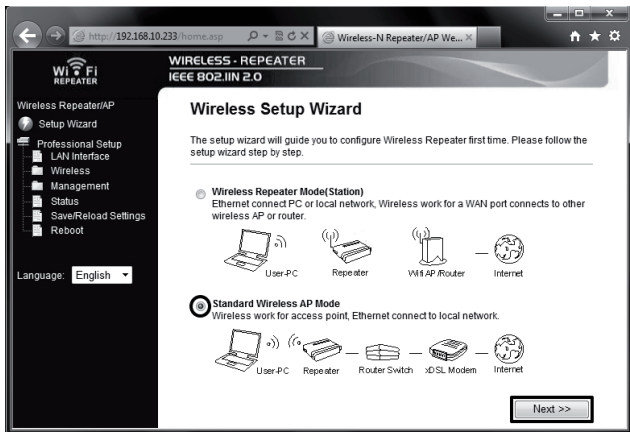 http://192.168.10.233/home.asp
Wireless-N Repeater/AP We...
WiFi
REPEATER
WIRELESS - REPEATER
IEEE 802.IIN 2.0
Wireless Repeater/AP
Setup Wizard
Professional Setup
LAN Interface
Wireless
Management
Status
Save/Reload Settings
Reboot
Language: English
Wireless Setup Wizard
The setup wizard will guide you to configure Wireless Repeater first time. Please follow the
setup wizard step by step.
Wireless Repeater Mode(Station)
Ethernet connect PC or local network, Wireless work for a WAN port connects to other
wireless AP or router.
User-PC Repeater Wifi AP /Router Internet
Standard Wireless AP Mode
Wireless work for access point, Ethernet connect to local network.
User-PC Repeater Router Switch xDSL Modem Internet
Next >>